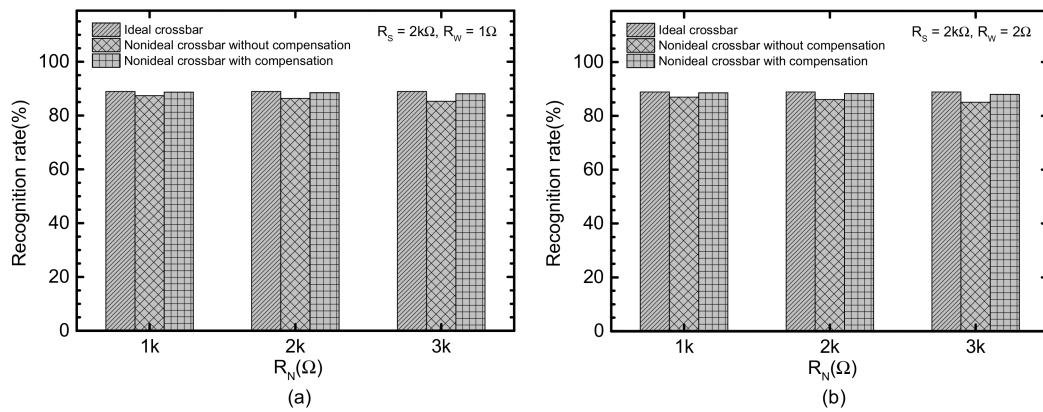 Ideal crossbar
Nonideal crossbar without compensation
Nonideal crossbar with compensation
R_S = 2kΩ, R_W = 1Ω
Recognition rate(%)
100
80
60
40
20
0
1k 2k 3k
R_N(Ω)
(a)
Ideal crossbar
Nonideal crossbar without compensation
Nonideal crossbar with compensation
R_S = 2kΩ, R_W = 2Ω
Recognition rate(%)
100
80
60
40
20
0
1k 2k 3k
R_N(Ω)
(b)